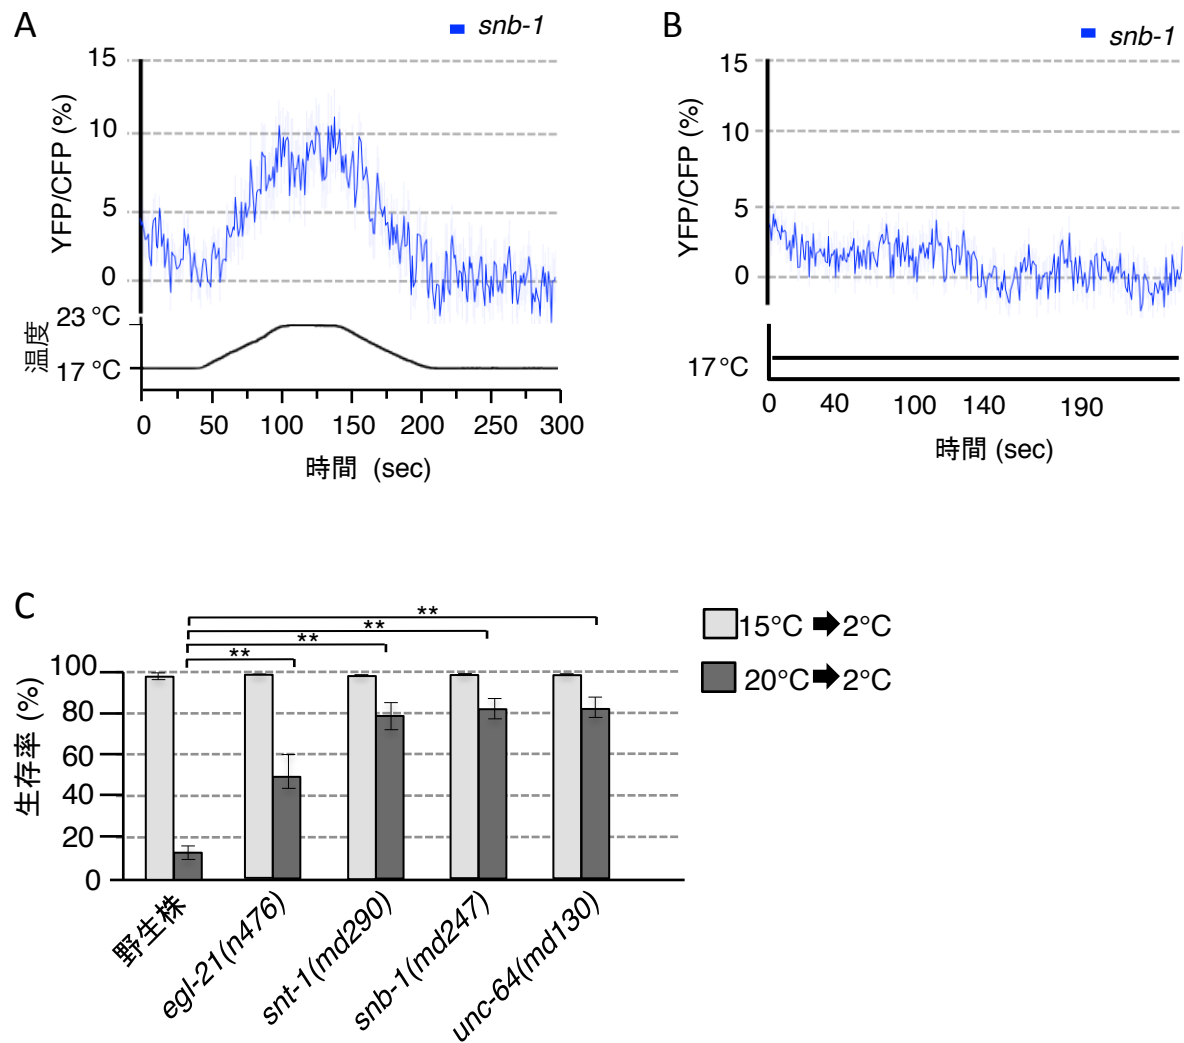 A
snb-1
15
10
5
0
YFP/CFP (%)
23 °C
17 °C
温度
0 50 100 150 200 250 300
時間 (sec)
B
snb-1
15
10
5
0
YFP/CFP (%)
17 °C
0 40 100 140 190
時間 (sec)
C
**
**
**
**
100
80
60
40
20
0
生存率 (%)
野生株
egl-21(n476)
snt-1(md290)
snb-1(md247)
unc-64(md130)
15°C 2°C
20°C 2°C